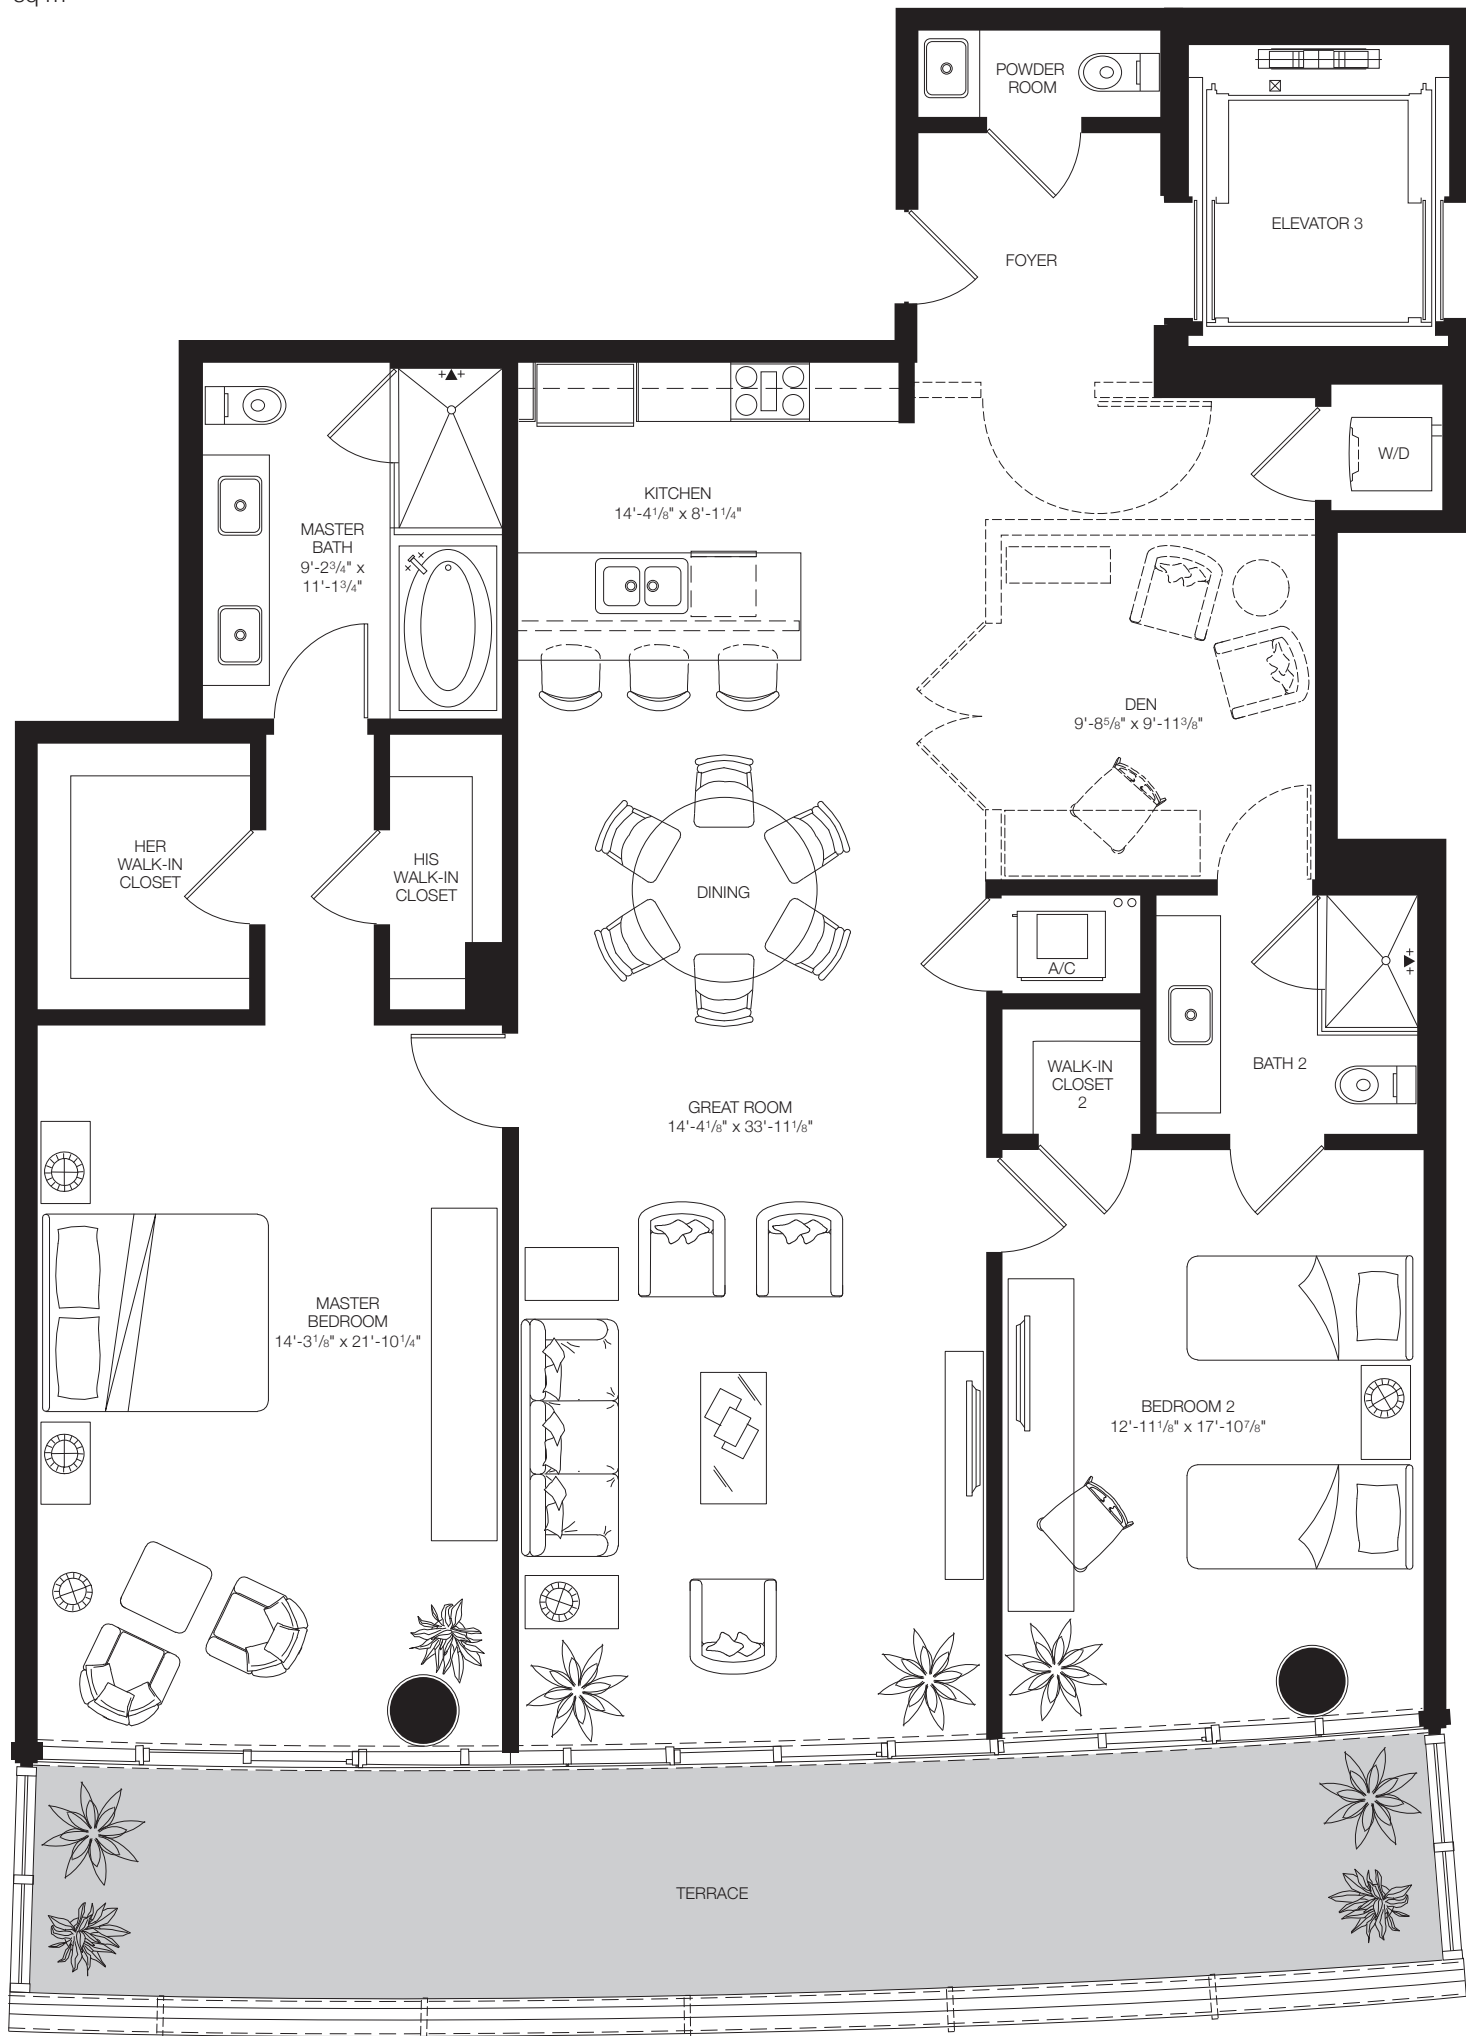 POWDER
ROOM
ELEVATOR 3
FOYER
W/D
KITCHEN
14'-4 1/8" x 8'-1 1/4"
MASTER
BATH
9'-2 3/4" x
11'-1 3/4"
DEN
9'-8 5/8" x 9'-11 3/8"
HER
WALK-IN
CLOSET
HIS
WALK-IN
CLOSET
DINING
A/C
WALK-IN
CLOSET
2
BATH 2
GREAT ROOM
14'-4 1/8" x 33'-11 1/8"
MASTER
BEDROOM
14'-3 1/8" x 21'-10 1/4"
BEDROOM 2
12'-11 1/8" x 17'-10 7/8"
TERRACE